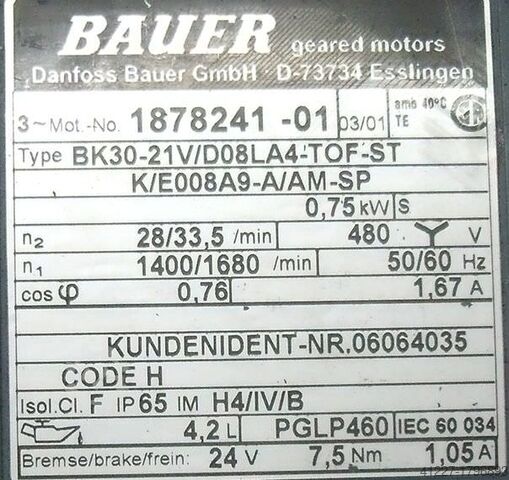 BAUER geared motors
Danfoss Bauer GmbH · D-73734 Esslingen
3~Mot.-No. 1878241 -01 03/01 amb 40°C TE
Type BK30-21V/D08LA4-TOF-ST
K/E008A9-A/AM-SP
0,75 kW S
n2 28/33,5 /min 480 Y V
n1 1400/1680 /min 50/60 Hz
cos φ 0,76 1,67 A
KUNDENIDENT-NR.06064035
CODE H
Isol.Cl. F IP 65 IM H4/IV/B
4,2 L PGLP460 IEC 60 034
Bremse/brake/frein: 24 V 7,5 Nm 1,05 A